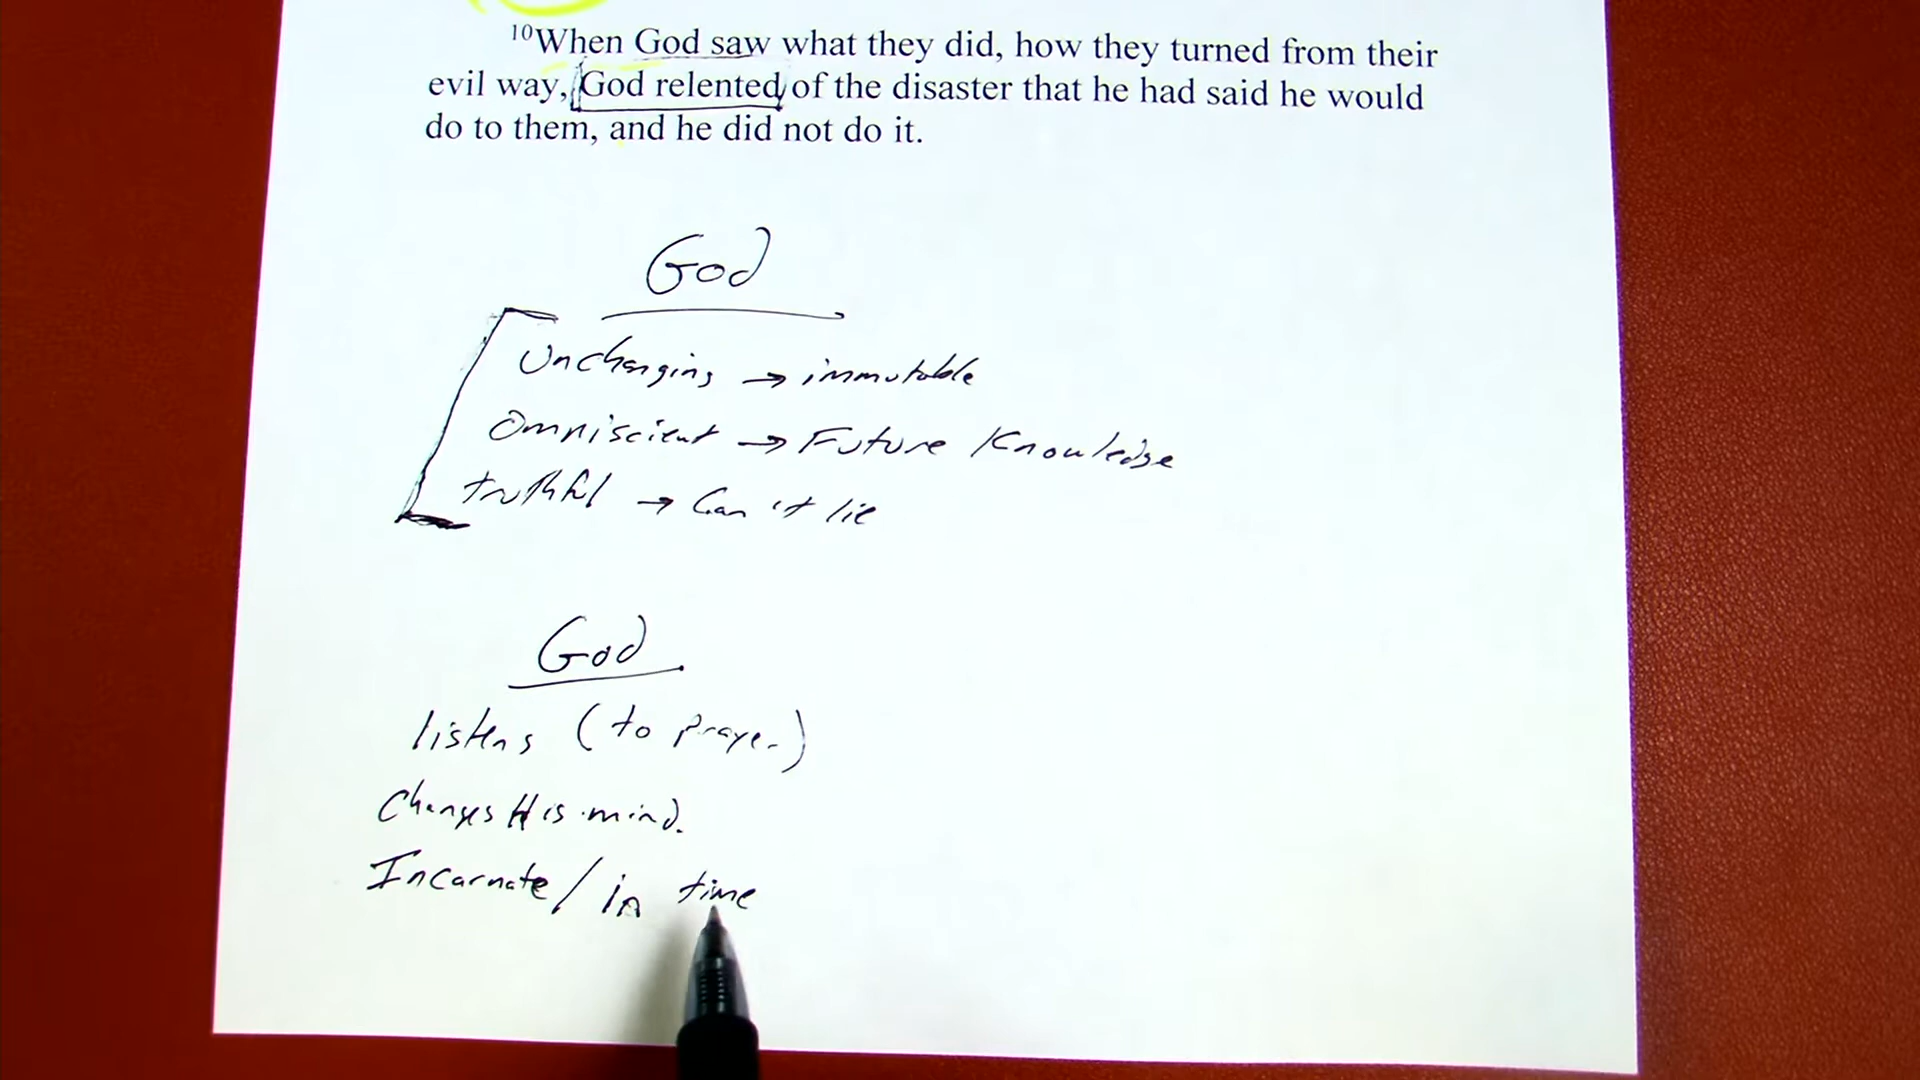 10When God saw what they did, how they turned from their
evil way, God relented of the disaster that he had said he would
do to them, and he did not do it.
God
Unchanging → immutable
Omniscient → Future Knowledge
truthful → Can't lie
God
listens (to prayer)
Changes His mind.
Incarnate / in time